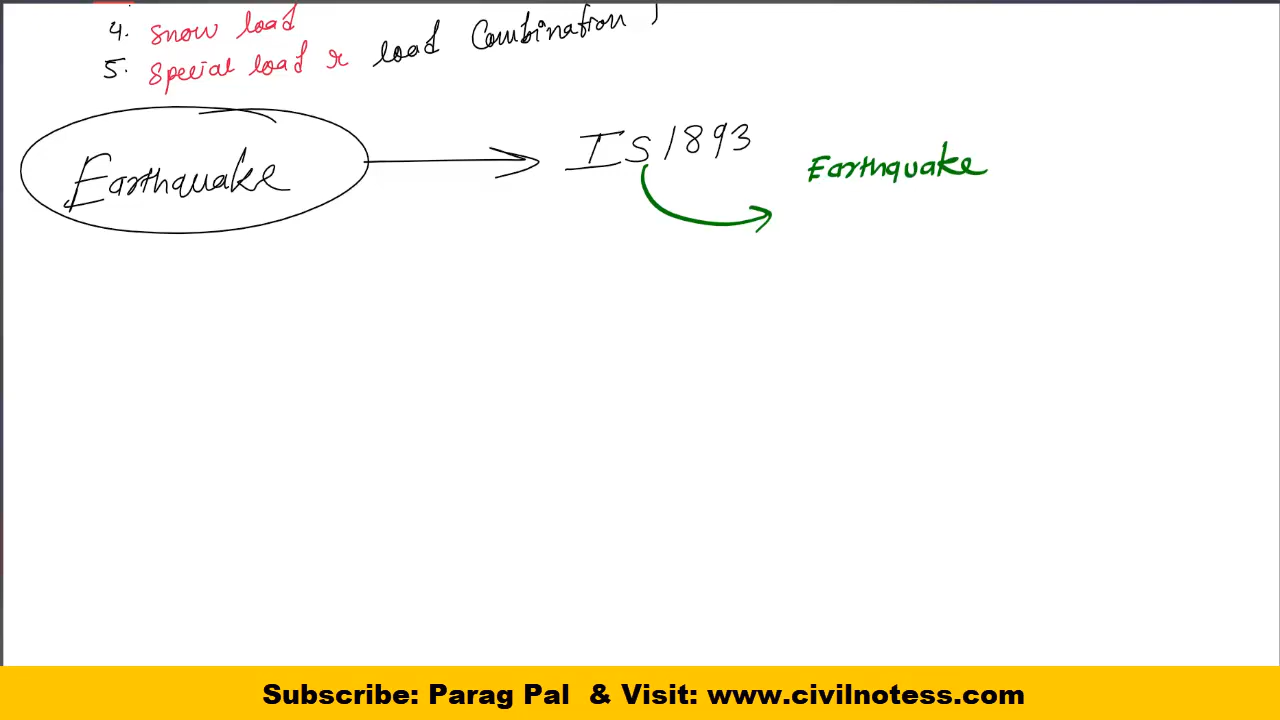 4. Snow load
5. Special load & load Combination
Earthquake
IS 1893
Earthquake
Subscribe: Parag Pal & Visit: www.civilnotess.com